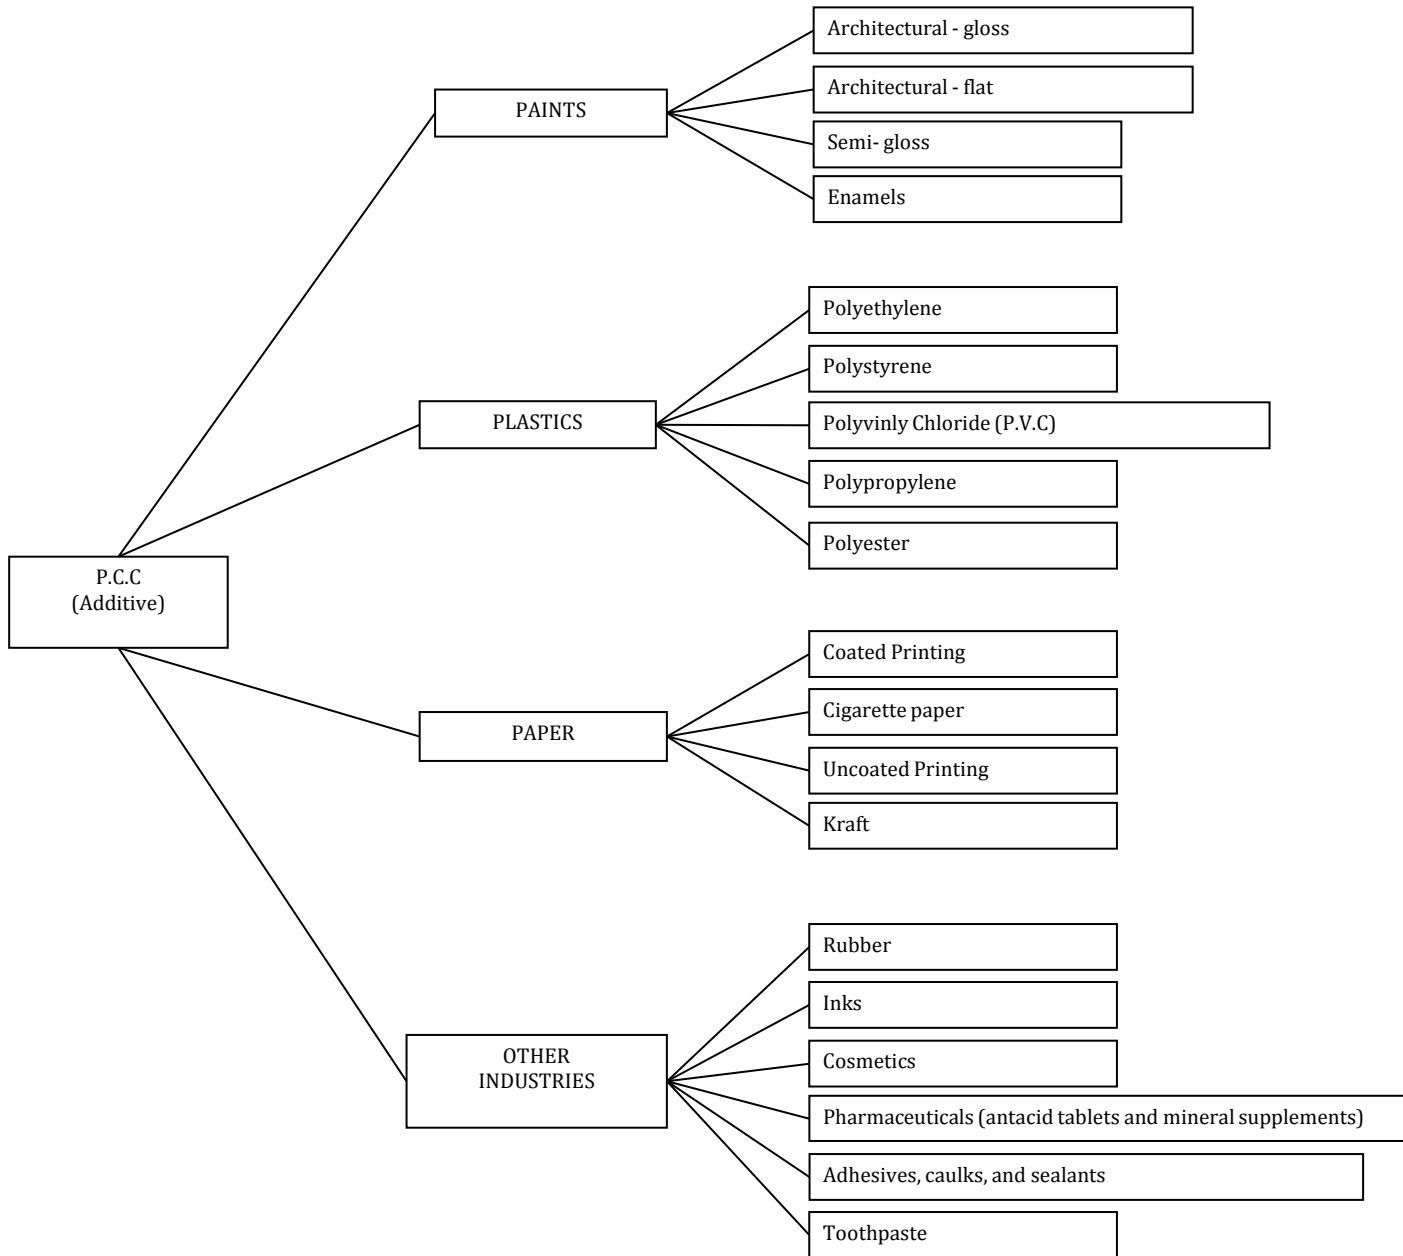 Architectural - gloss
PAINTS
Architectural - flat
Semi- gloss
Enamels
Polyethylene
Polystyrene
PLASTICS
Polyvinly Chloride (P.V.C)
Polypropylene
Polyester
P.C.C
(Additive)
Coated Printing
Cigarette paper
PAPER
Uncoated Printing
Kraft
Rubber
Inks
OTHER
INDUSTRIES
Cosmetics
Pharmaceuticals (antacid tablets and mineral supplements)
Adhesives, caulks, and sealants
Toothpaste